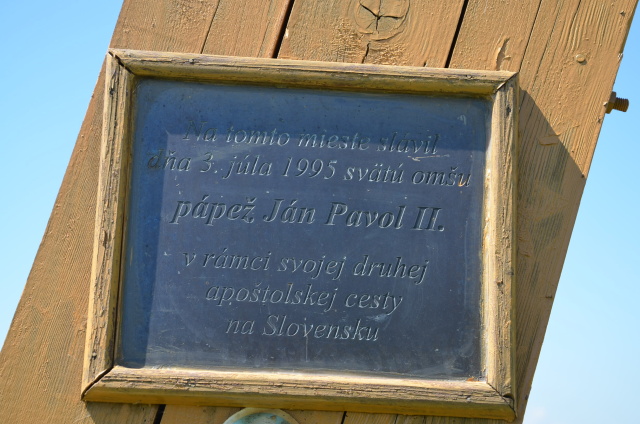 Na tomto mieste slávil
dňa 3. júla 1995 svätú omšu
pápež Ján Pavol II.
v rámci svojej druhej
apoštolskej cesty
na Slovensku